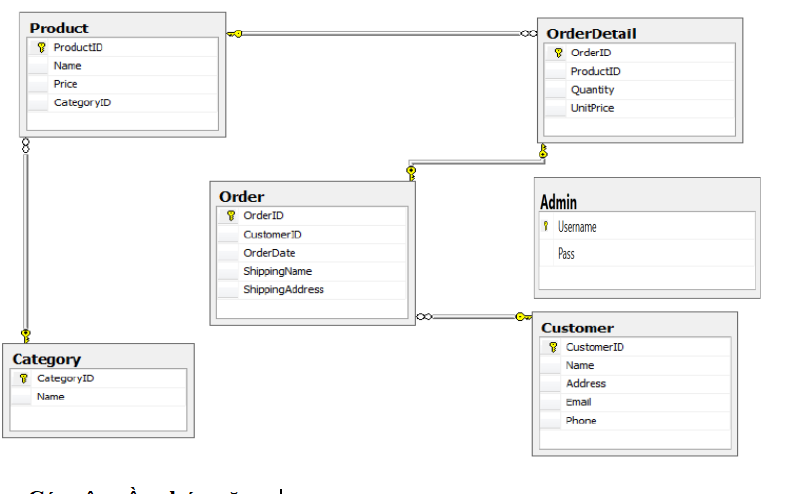 Product
ProductID
Name
Price
CategoryID
OrderDetail
OrderID
ProductID
Quantity
UnitPrice
Order
OrderID
CustomerID
OrderDate
ShippingName
ShippingAddress
Admin
Username
Pass
Category
CategoryID
Name
Customer
CustomerID
Name
Address
Email
Phone